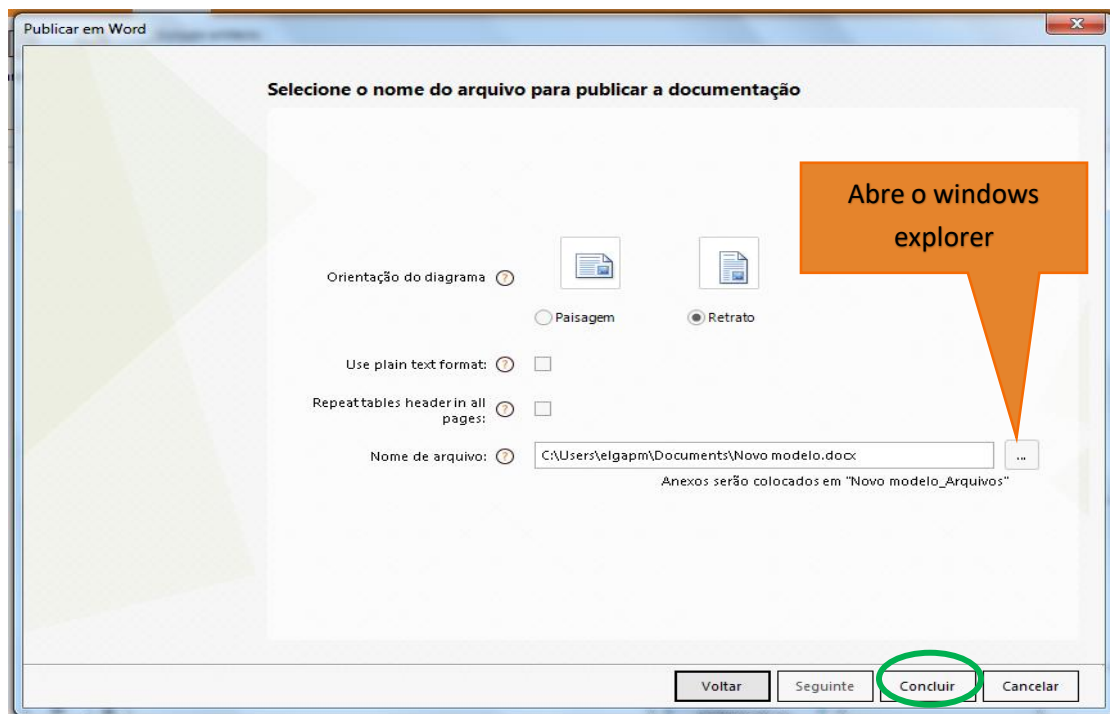 Publicar em Word
Selecione o nome do arquivo para publicar a documentação
Abre o windows
explorer
Orientação do diagrama ?
Paisagem
Retrato
Use plain text format: ?
Repeat tables header in all
pages: ?
Nome de arquivo: ? C:\Users\elgapm\Documents\Novo modelo.docx ...
Anexos serão colocados em "Novo modelo_Arquivos"
Voltar Seguinte Concluir Cancelar